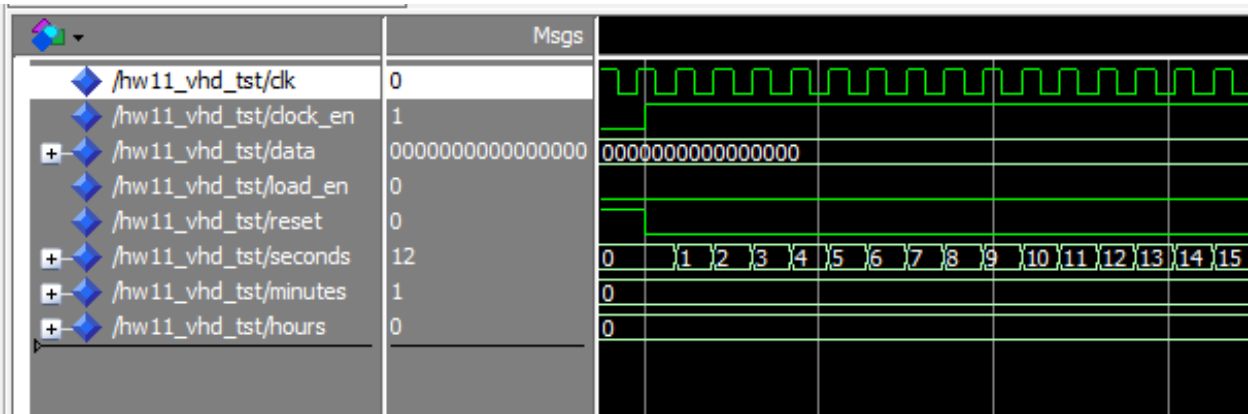 Msgs
/hw11_vhd_tst/clk 0
/hw11_vhd_tst/clock_en 1
/hw11_vhd_tst/data 0000000000000000 0000000000000000
/hw11_vhd_tst/load_en 0
/hw11_vhd_tst/reset 0
/hw11_vhd_tst/seconds 12 0 1 2 3 4 5 6 7 8 9 10 11 12 13 14 15
/hw11_vhd_tst/minutes 1 0
/hw11_vhd_tst/hours 0 0